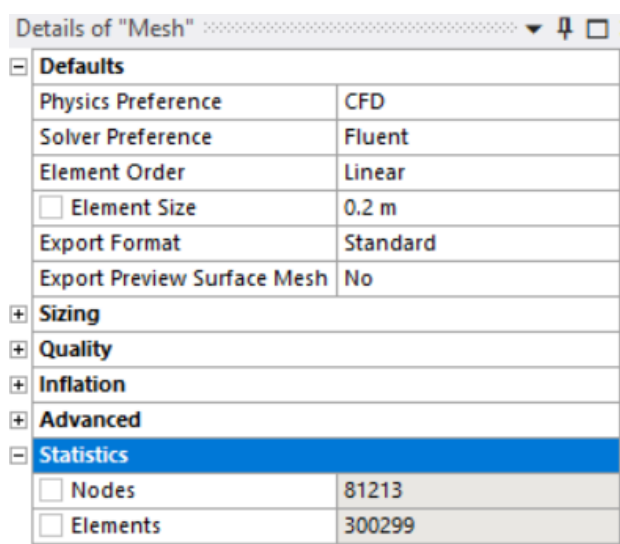 Details of "Mesh"
Defaults
Physics Preference CFD
Solver Preference Fluent
Element Order Linear
Element Size 0.2 m
Export Format Standard
Export Preview Surface Mesh No
Sizing
Quality
Inflation
Advanced
Statistics
Nodes 81213
Elements 300299